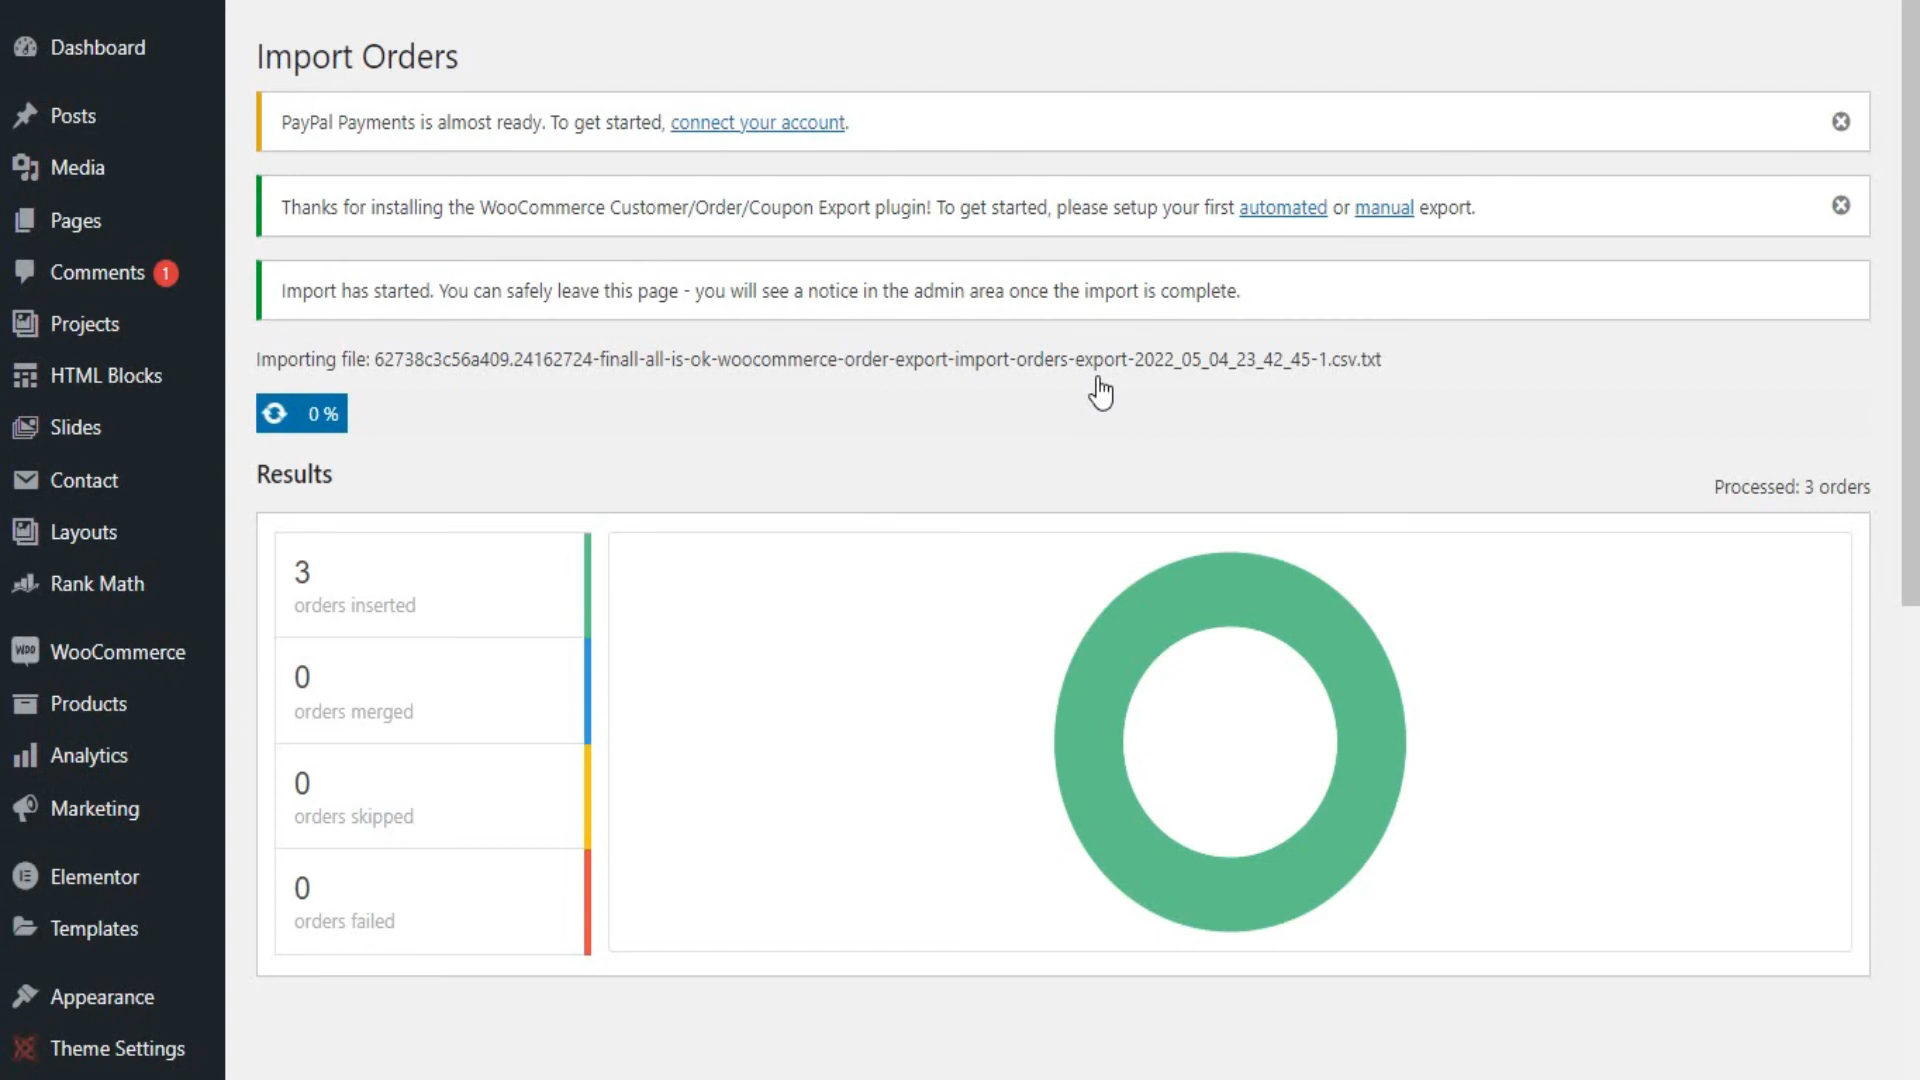 Dashboard
Posts
Media
Pages
Comments 1
Projects
HTML Blocks
Slides
Contact
Layouts
Rank Math
WOO WooCommerce
Products
Analytics
Marketing
Elementor
Templates
Appearance
Theme Settings
Import Orders
PayPal Payments is almost ready. To get started, connect your account.
Thanks for installing the WooCommerce Customer/Order/Coupon Export plugin! To get started, please setup your first automated or manual export.
Import has started. You can safely leave this page - you will see a notice in the admin area once the import is complete.
Importing file: 62738c3c56a409.24162724-finall-all-is-ok-woocommerce-order-export-import-orders-export-2022_05_04_23_42_45-1.csv.txt
0 %
Results
Processed: 3 orders
3
orders inserted
0
orders merged
0
orders skipped
0
orders failed